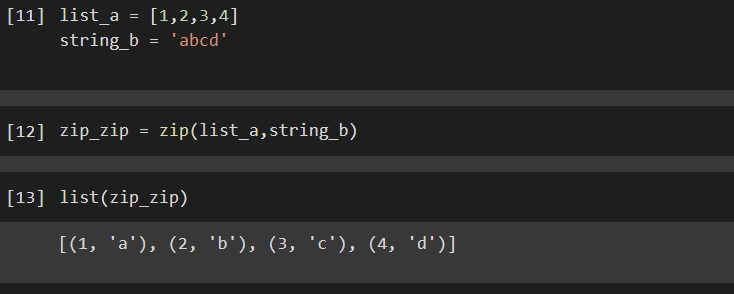 [11] list_a = [1,2,3,4]
string_b = 'abcd'
[12] zip_zip = zip(list_a,string_b)
[13] list(zip_zip)
[(1, 'a'), (2, 'b'), (3, 'c'), (4, 'd')]